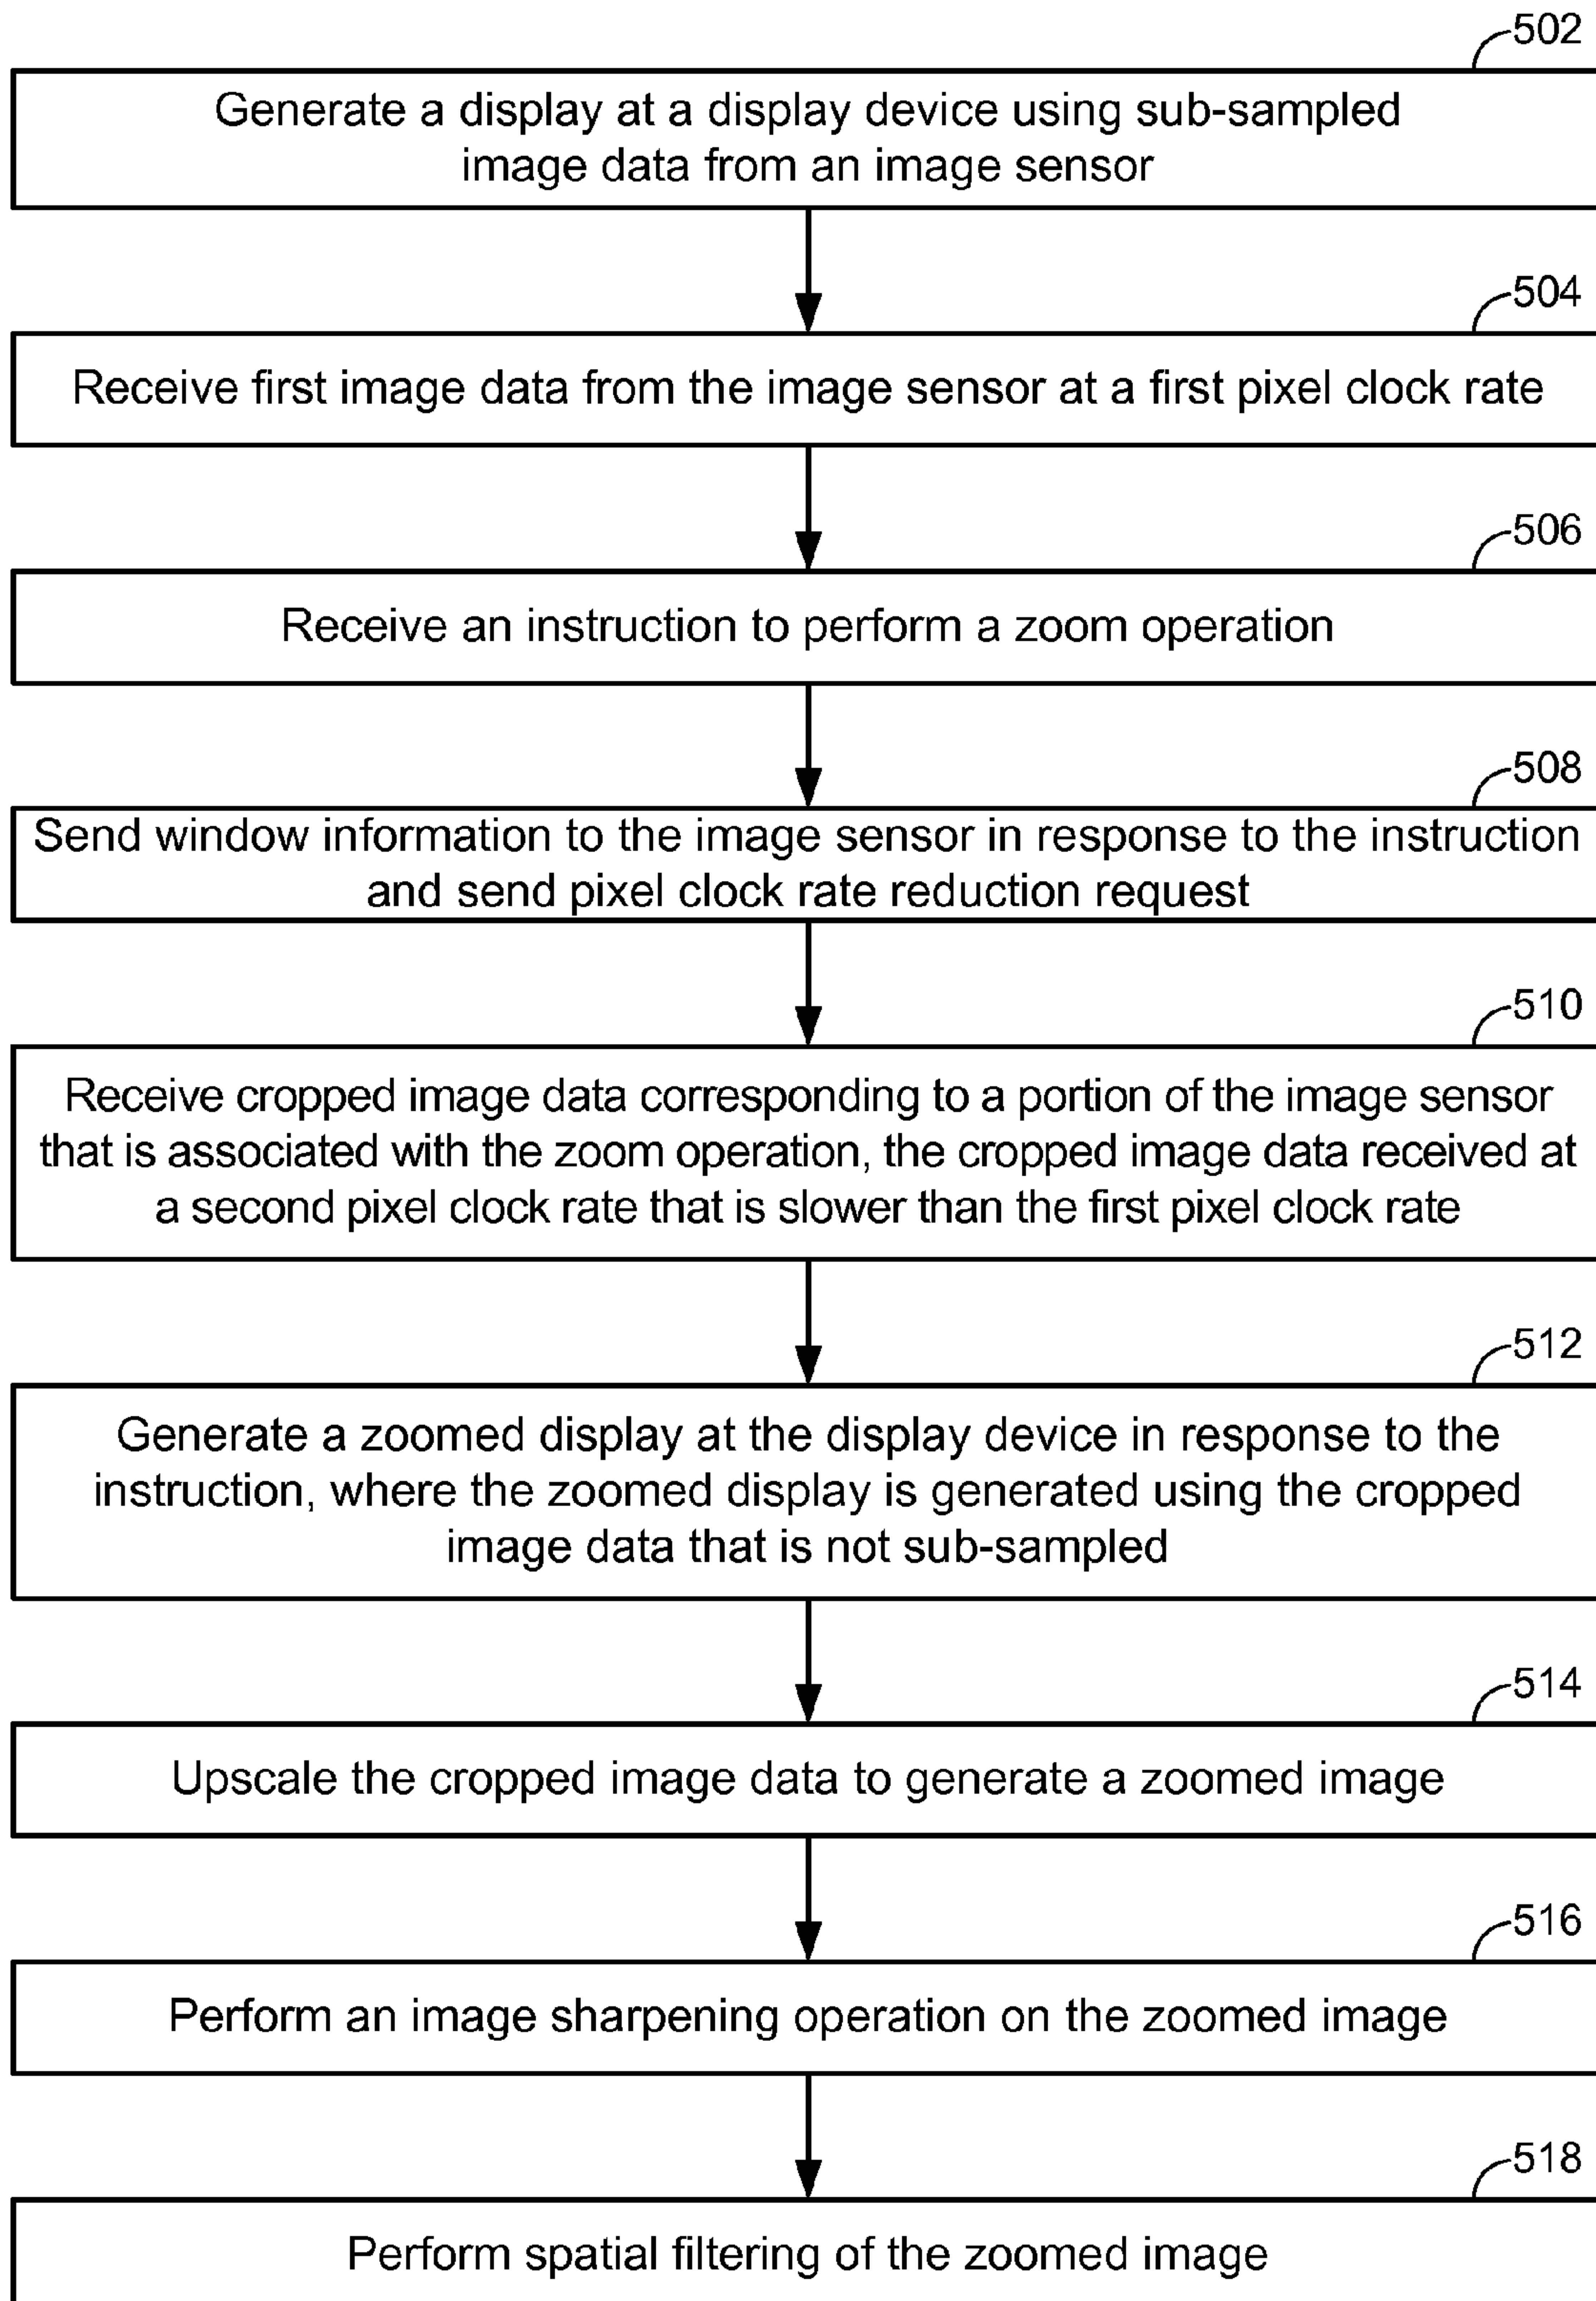 502
Generate a display at a display device using sub-sampled
image data from an image sensor
504
Receive first image data from the image sensor at a first pixel clock rate
506
Receive an instruction to perform a zoom operation
508
Send window information to the image sensor in response to the instruction
and send pixel clock rate reduction request
510
Receive cropped image data corresponding to a portion of the image sensor
that is associated with the zoom operation, the cropped image data received at
a second pixel clock rate that is slower than the first pixel clock rate
512
Generate a zoomed display at the display device in response to the
instruction, where the zoomed display is generated using the cropped
image data that is not sub-sampled
514
Upscale the cropped image data to generate a zoomed image
516
Perform an image sharpening operation on the zoomed image
518
Perform spatial filtering of the zoomed image